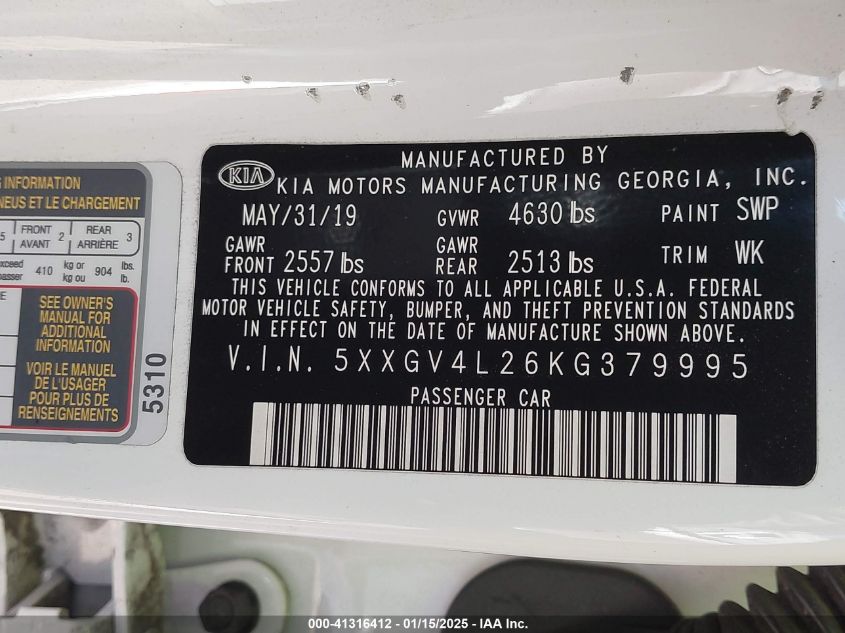 MANUFACTURED BY
KIA KIA MOTORS MANUFACTURING GEORGIA, INC.
MAY/31/19 GVWR 4630 lbs PAINT SWP
GAWR FRONT 2557 lbs GAWR REAR 2513 lbs TRIM WK
THIS VEHICLE CONFORMS TO ALL APPLICABLE U.S.A. FEDERAL
MOTOR VEHICLE SAFETY, BUMPER, AND THEFT PREVENTION STANDARDS
IN EFFECT ON THE DATE OF MANUFACTURE SHOWN ABOVE.
V.I.N. 5XXGV4L26KG379995
PASSENGER CAR
INFORMATION
PNEUS ET LE CHARGEMENT
5 FRONT AVANT 2 REAR ARRIÈRE 3
exceed
410 kg or kg ou 904 lbs. lb.
SEE OWNER'S
MANUAL FOR
ADDITIONAL
INFORMATION
VOIR LE MANUEL
DE L'USAGER
POUR PLUS DE
RENSEIGNEMENTS
5310
000-41316412 - 01/15/2025 - IAA Inc.